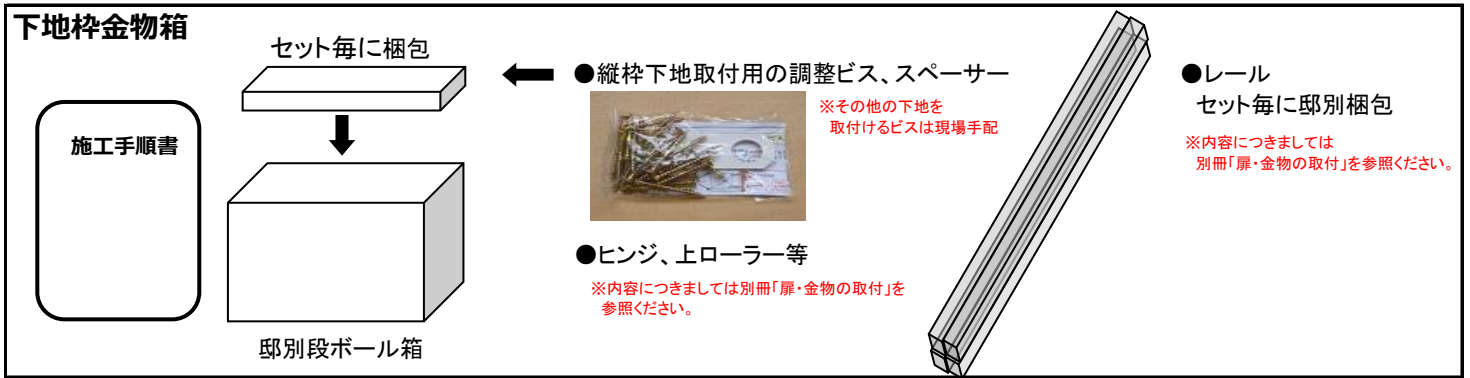 下地枠金物箱
施工手順書
セット毎に梱包
邸別段ボール箱
●縦枠下地取付用の調整ビス、スペーサー
※その他の下地を
取付けるビスは現場手配
●ヒンジ、上ローラー等
※内容につきましては別冊「扉・金物の取付」を
参照ください。
●レール
セット毎に邸別梱包
※内容につきましては
別冊「扉・金物の取付」を参照ください。